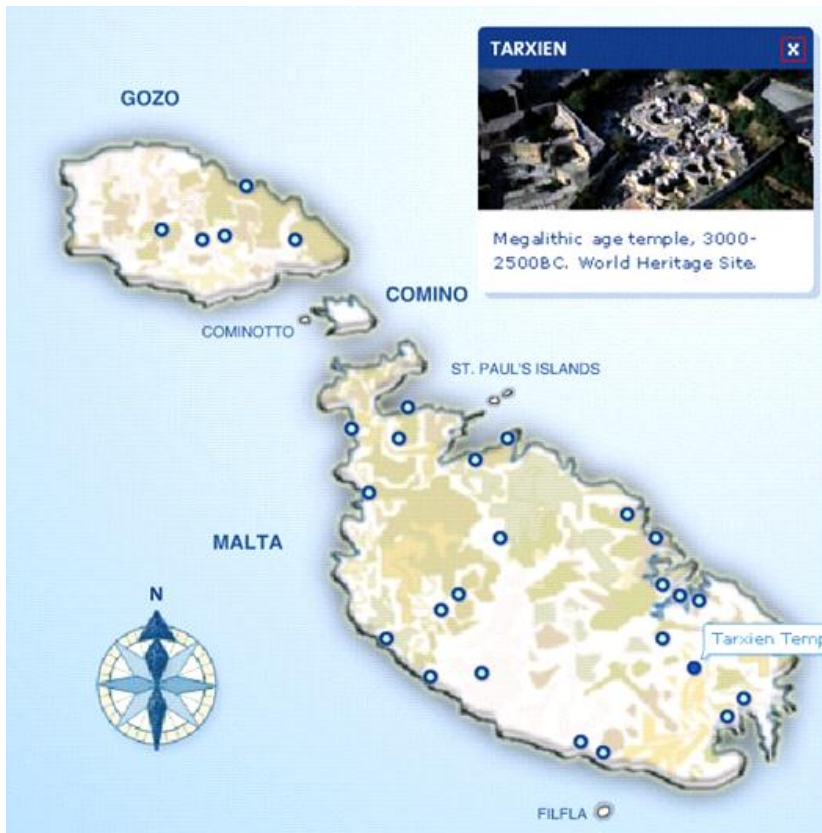 TARXIEN
X
GOZO
Megalithic age temple, 3000-
2500BC. World Heritage Site.
COMINO
COMINOTTO
ST. PAUL'S ISLANDS
MALTA
N
Tarxien Temp
FILFLA